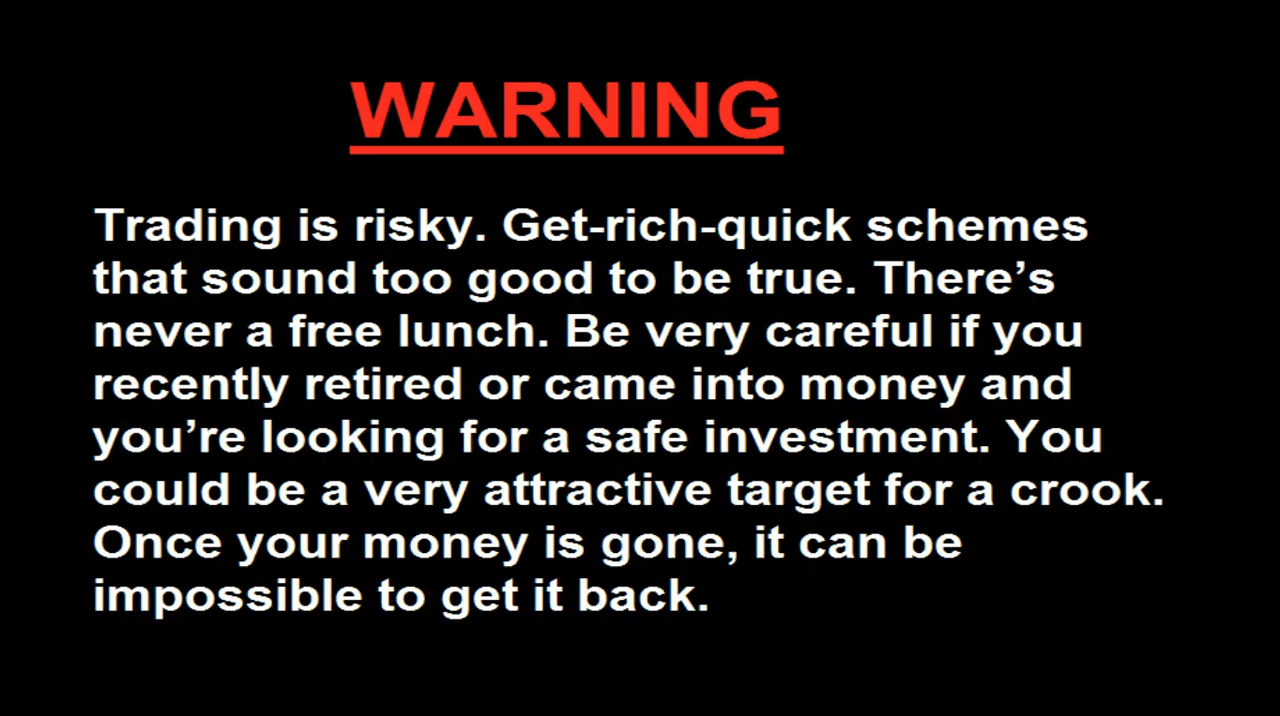 WARNING
Trading is risky. Get-rich-quick schemes
that sound too good to be true. There’s
never a free lunch. Be very careful if you
recently retired or came into money and
you’re looking for a safe investment. You
could be a very attractive target for a crook.
Once your money is gone, it can be
impossible to get it back.